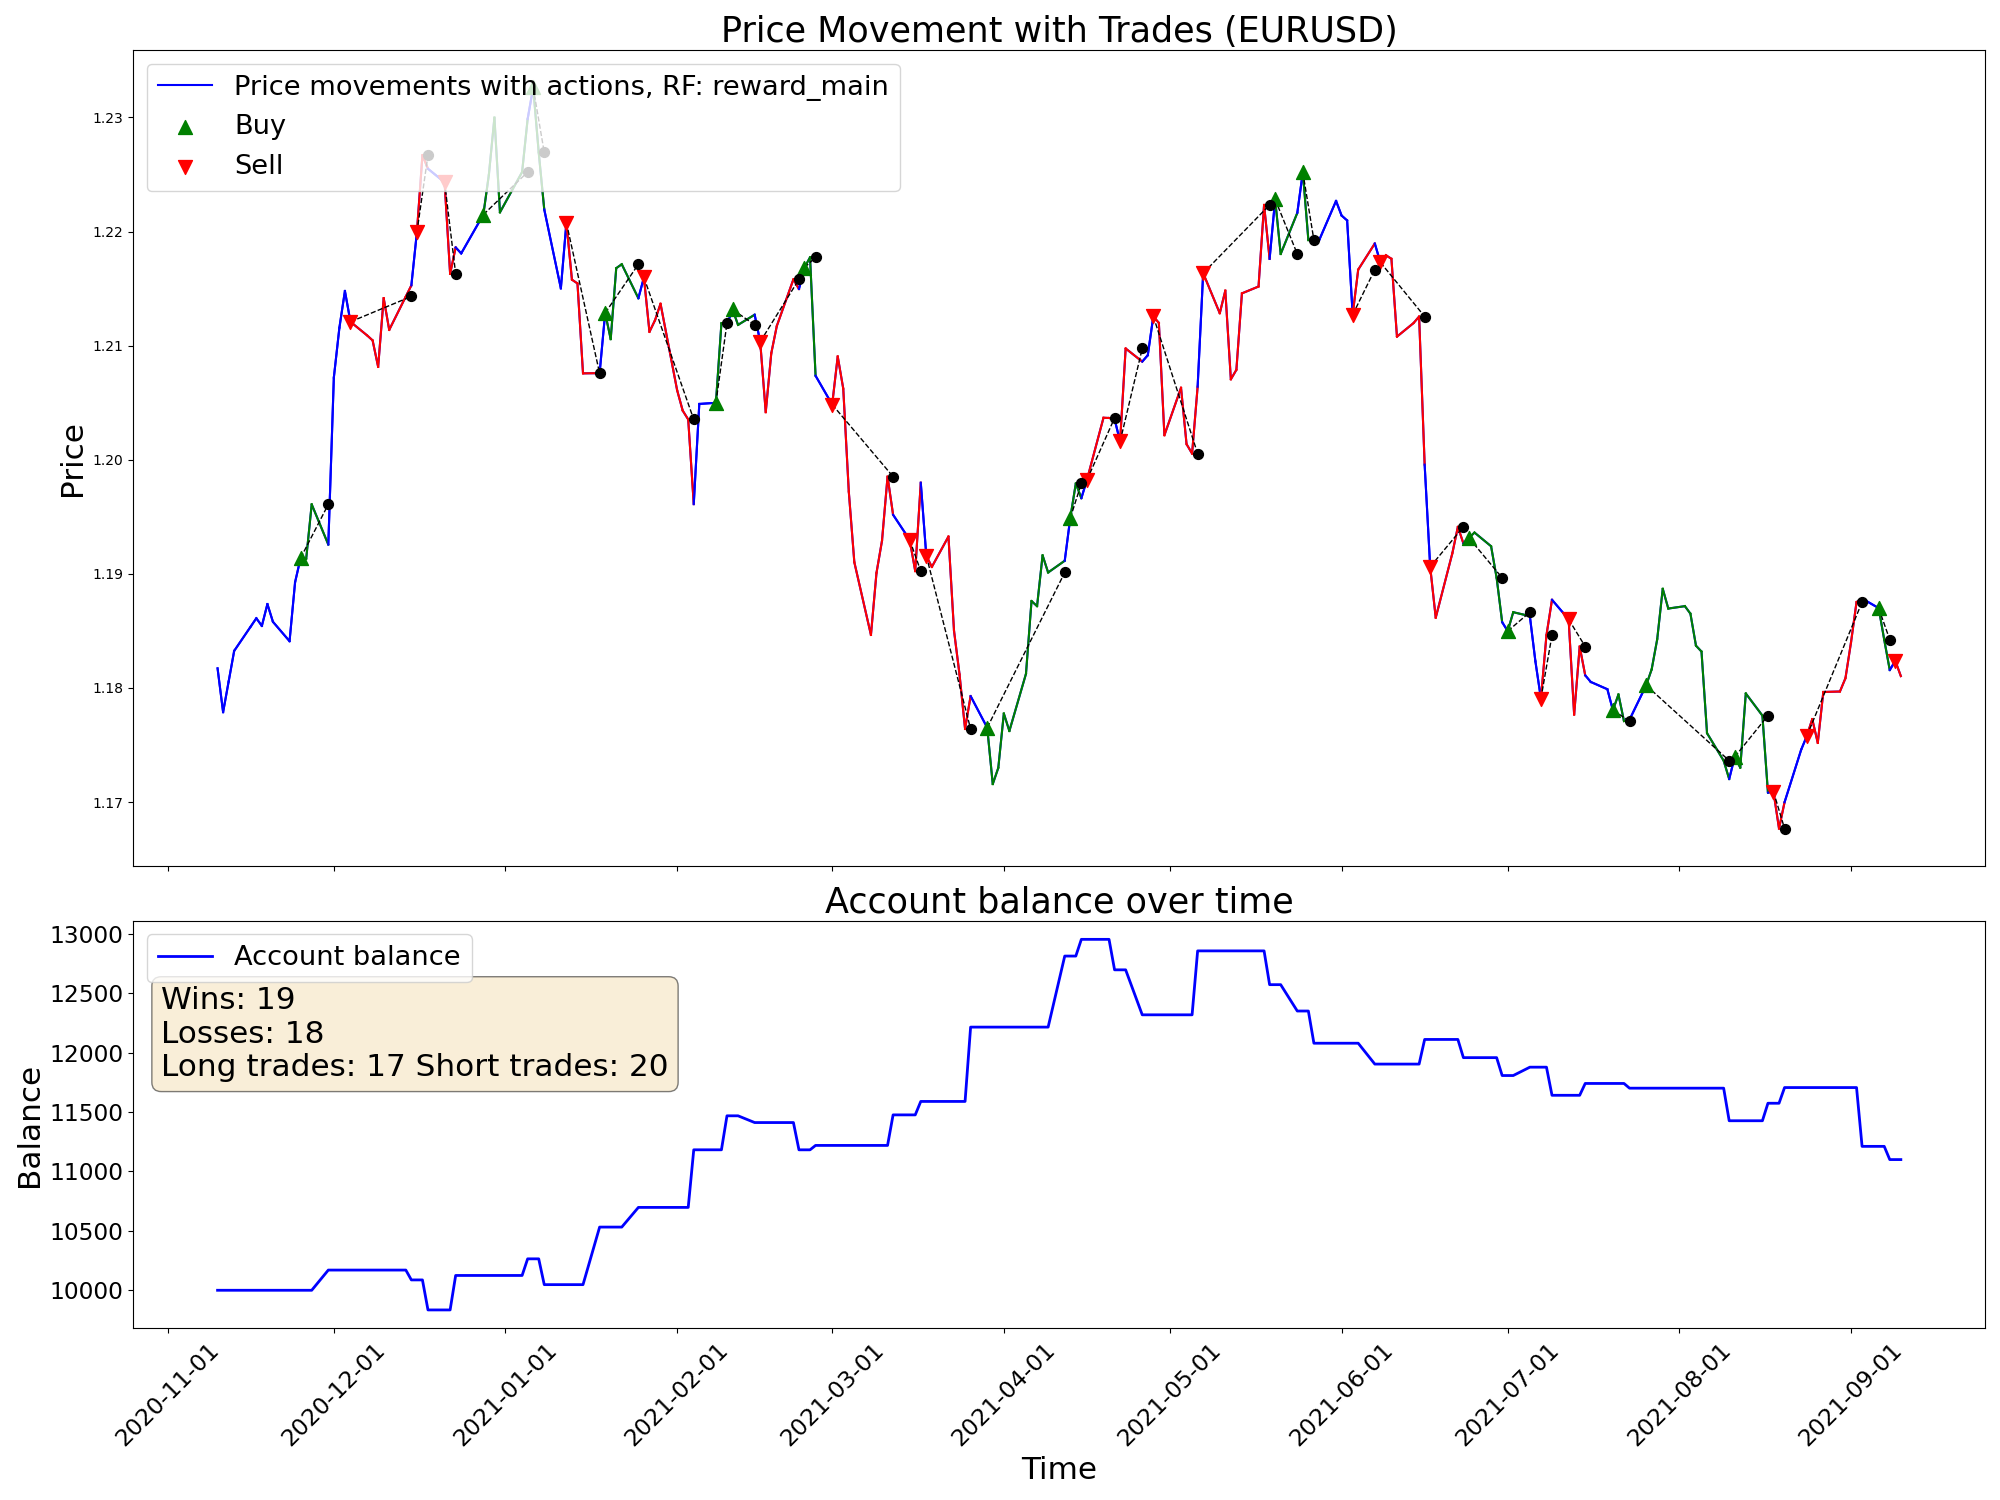 Price Movement with Trades (EURUSD)
Price movements with actions, RF: reward_main
Buy
Sell
Price
1.23
1.22
1.21
1.20
1.19
1.18
1.17
Account balance over time
Account balance
Wins: 19
Losses: 18
Long trades: 17 Short trades: 20
Balance
13000
12500
12000
11500
11000
10500
10000
2020-11-01
2020-12-01
2021-01-01
2021-02-01
2021-03-01
2021-04-01
2021-05-01
2021-06-01
2021-07-01
2021-08-01
2021-09-01
Time